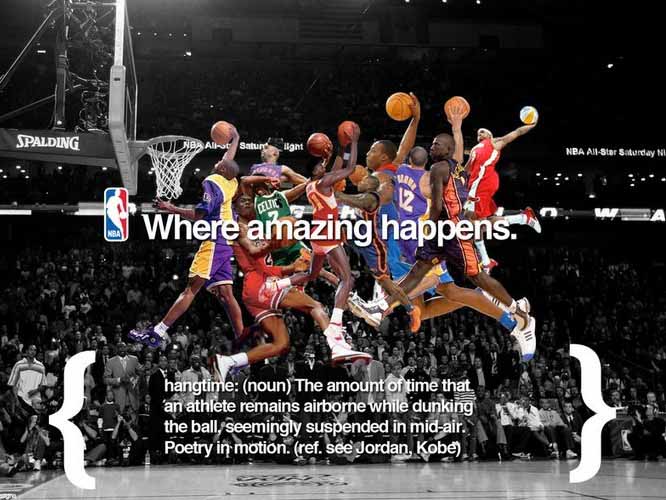 SPALDING
NBA All-Star Saturday Night
NBA All-Star Saturday Ni
NBA
Where amazing happens.
CELTIC
7
12
hangtime: (noun) The amount of time that
an athlete remains airborne while dunking
the ball, seemingly suspended in mid-air.
Poetry in motion. (ref. see Jordan, Kobe)